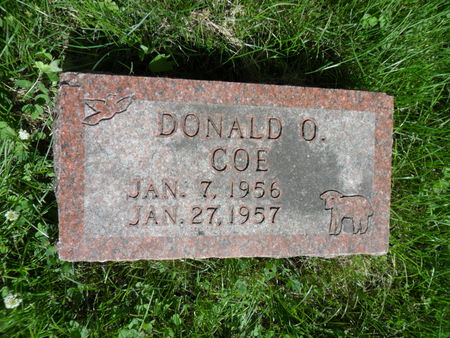 DONALD O.
COE
JAN. 7, 1956
JAN. 27, 1957